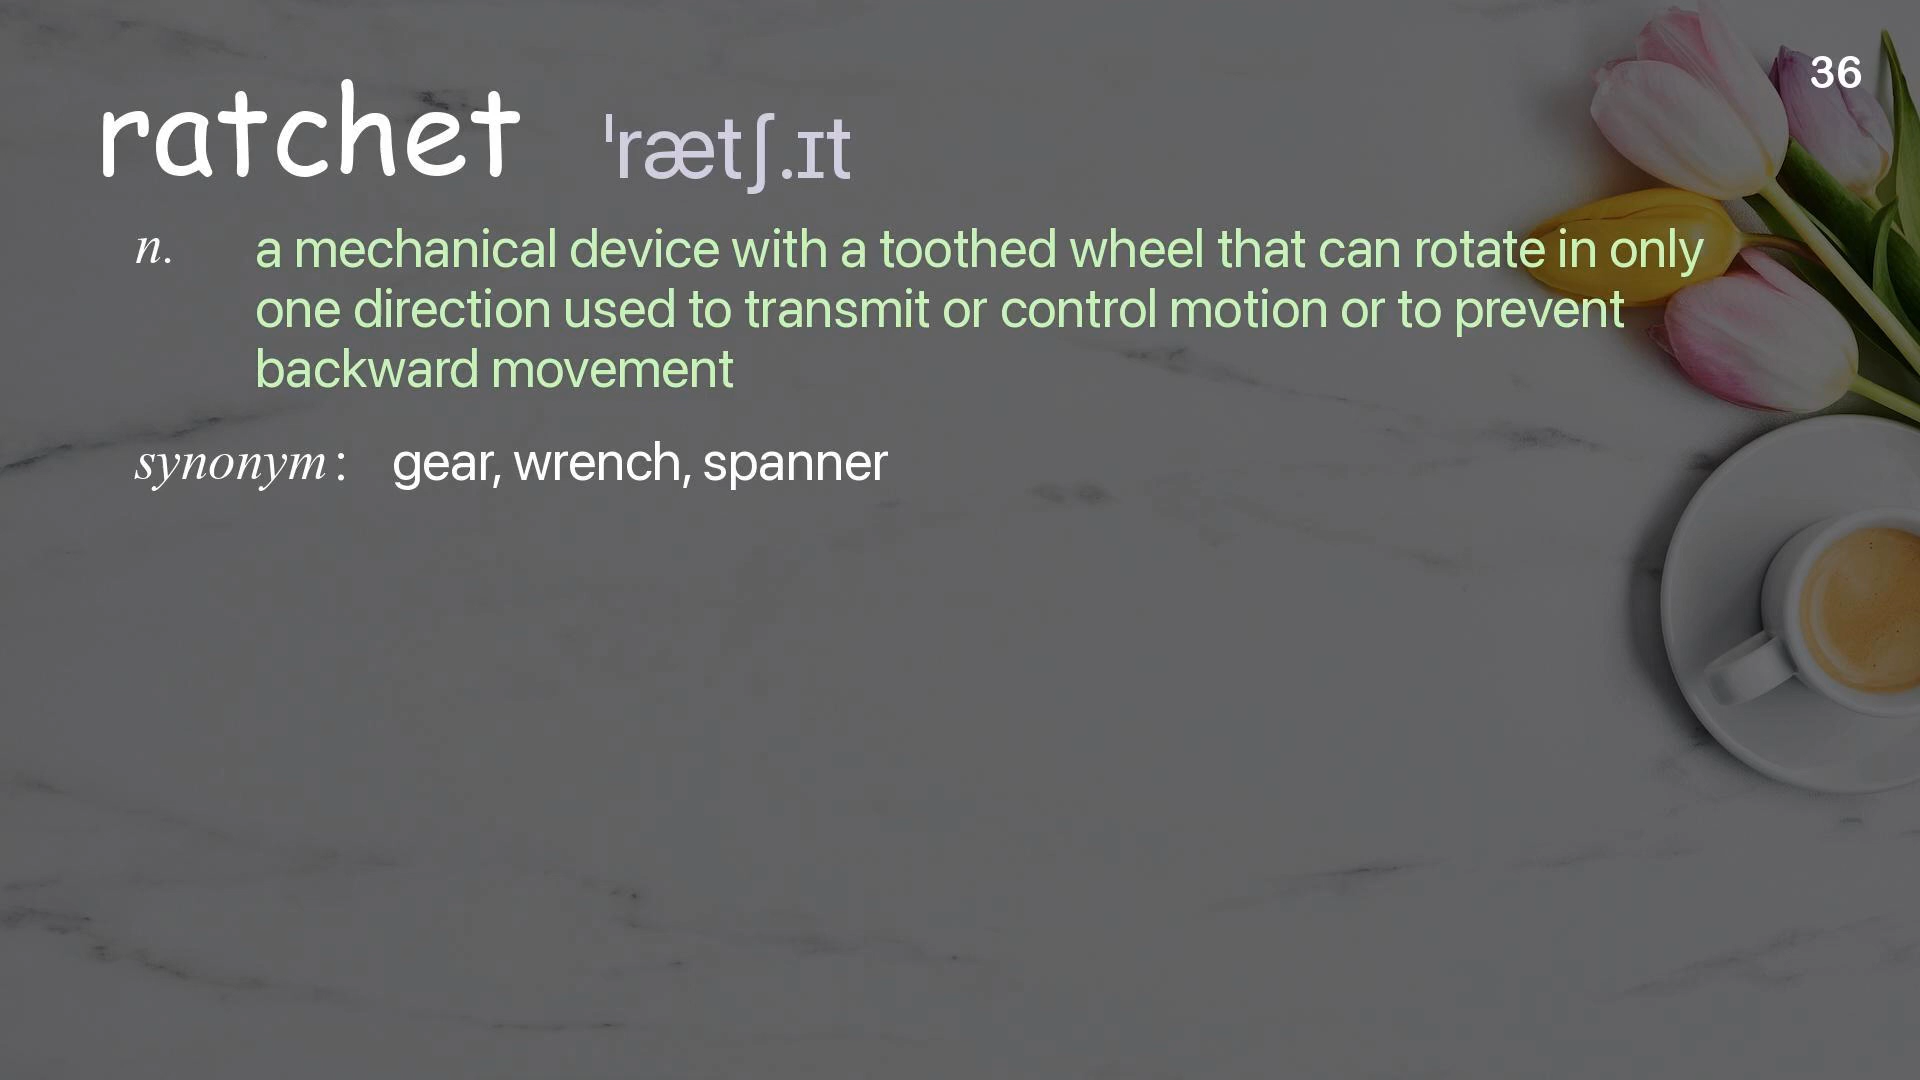 36
ratchet ˈrætʃ.ɪt
n. a mechanical device with a toothed wheel that can rotate in only
one direction used to transmit or control motion or to prevent
backward movement
synonym : gear, wrench, spanner